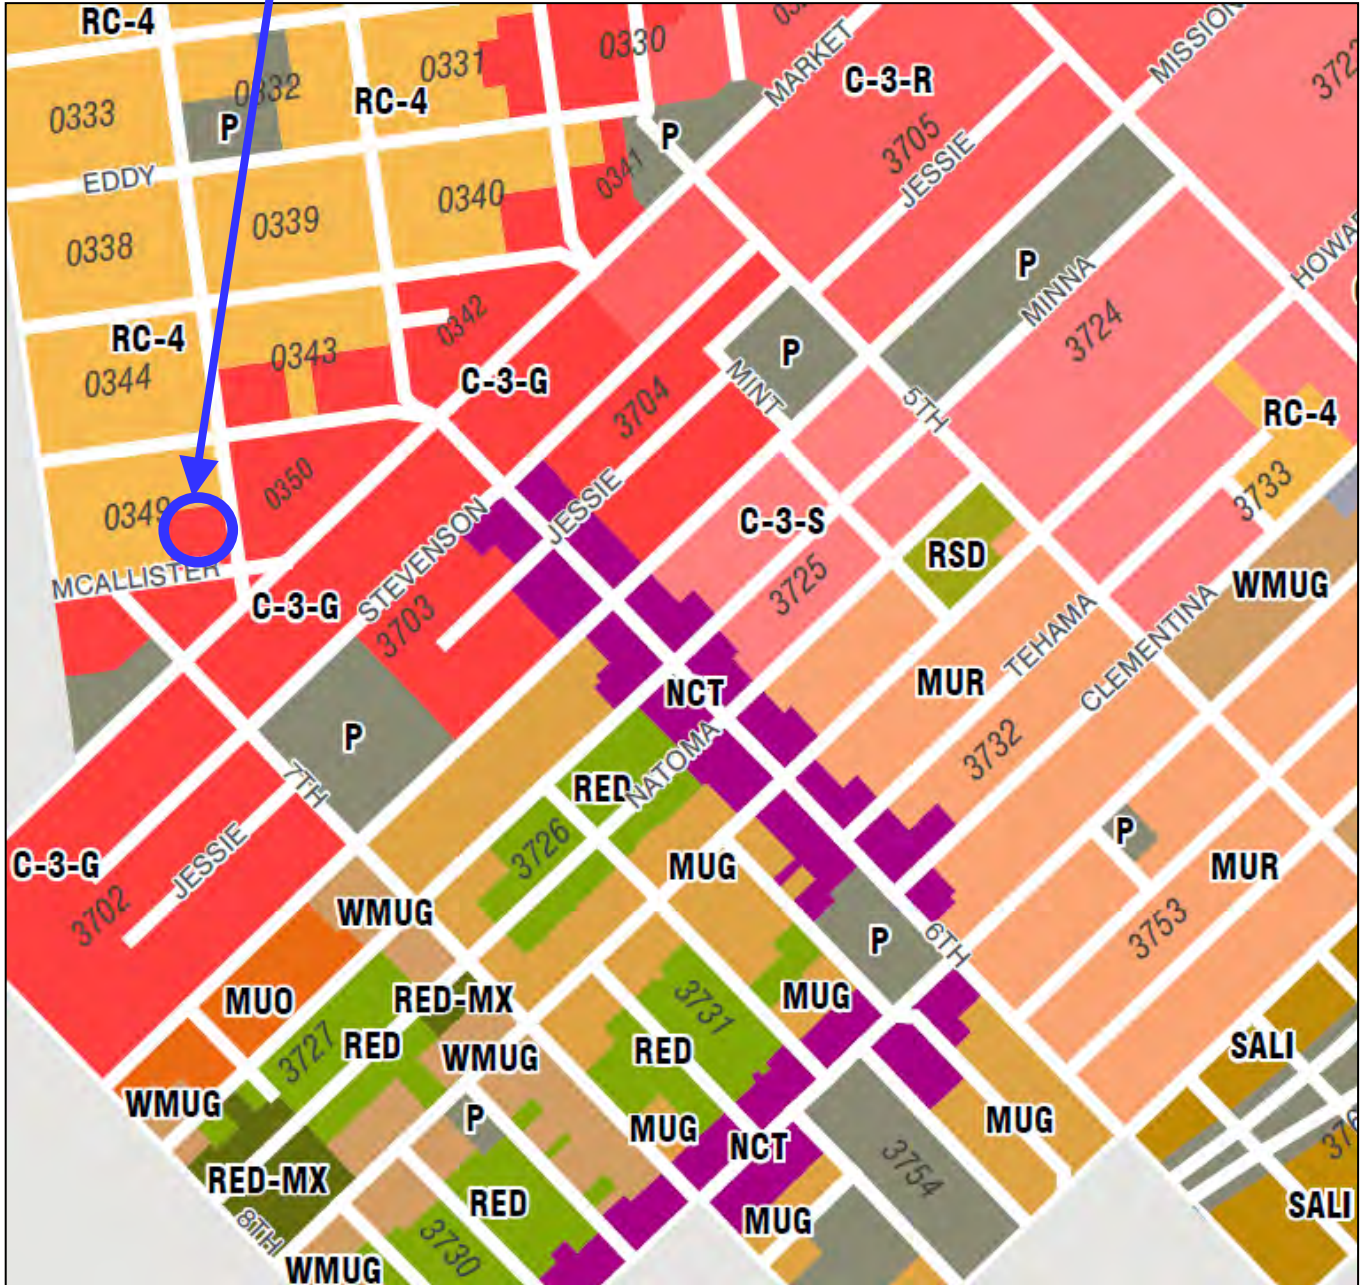 RC-4
0330
MARKET
MISSION
0331
0332
RC-4
0333
P
C-3-R
P
3705
JESSIE
EDDY
0341
0340
0339
0338
P
MINNA
3724
0342
RC-4
0343
0344
C-3-G
P
MINT
3704
5TH
RC-4
0350
0349
3733
STEVENSON
JESSIE
C-3-S
RSD
MCALLISTER
C-3-G
3703
3725
WMUG
TEHAMA
CLEMENTINA
MUR
NCT
P
3732
7TH
RED
NATOMA
3726
P
C-3-G
JESSIE
3702
MUG
MUR
WMUG
P
6TH
3753
MUO
RED-MX
3731
MUG
3727
RED
WMUG
RED
SALI
WMUG
P
MUG
NCT
MUG
3754
RED-MX
RED
MUG
SALI
8TH
3730
WMUG